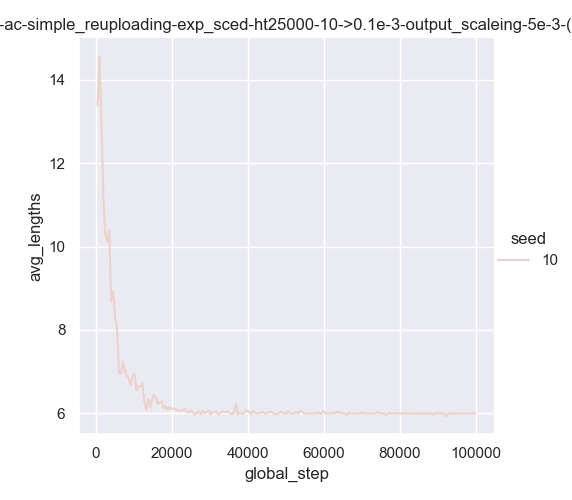 -ac-simple_reuploading-exp_sced-ht25000-10->0.1e-3-output_scaleing-5e-3-(
14
12
10
8
6
avg_lengths
0 20000 40000 60000 80000 100000
global_step
seed
10